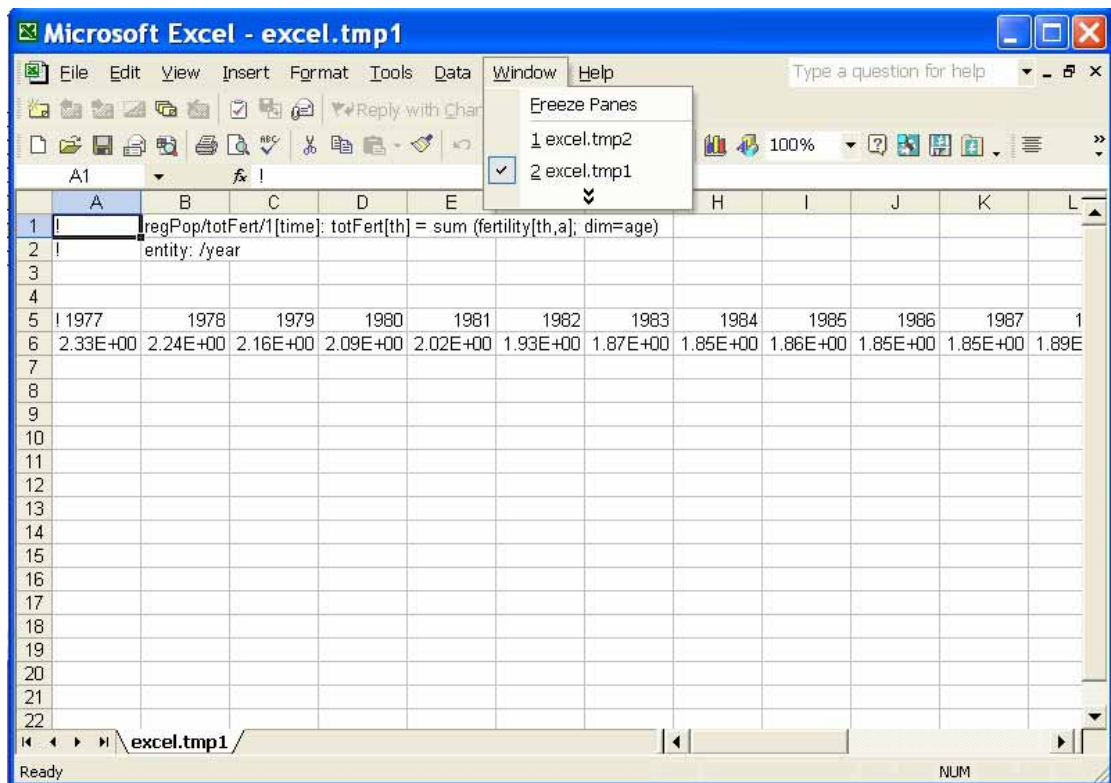 Microsoft Excel - excel.tmp1
File Edit View Insert Format Tools Data Window Help Type a question for help
Reply with Char
Freeze Panes
1 excel.tmp2
2 excel.tmp1
100%
A1 fx !
A B C D E H I J K L
1 ! regPop/totFert/1[time]: totFert[th] = sum (fertility[th,a]; dim=age)
2 ! entity: /year
3
4
5 ! 1977 1978 1979 1980 1981 1982 1983 1984 1985 1986 1987 1
6 2.33E+00 2.24E+00 2.16E+00 2.09E+00 2.02E+00 1.93E+00 1.87E+00 1.85E+00 1.86E+00 1.85E+00 1.85E+00 1.89E
7
8
9
10
11
12
13
14
15
16
17
18
19
20
21
22
excel.tmp1
Ready NUM